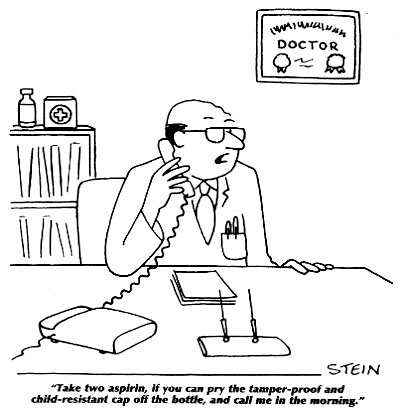 DOCTOR
STEIN
"Take two aspirin, if you can pry the tamper-proof and
child-resistant cap off the bottle, and call me in the morning."